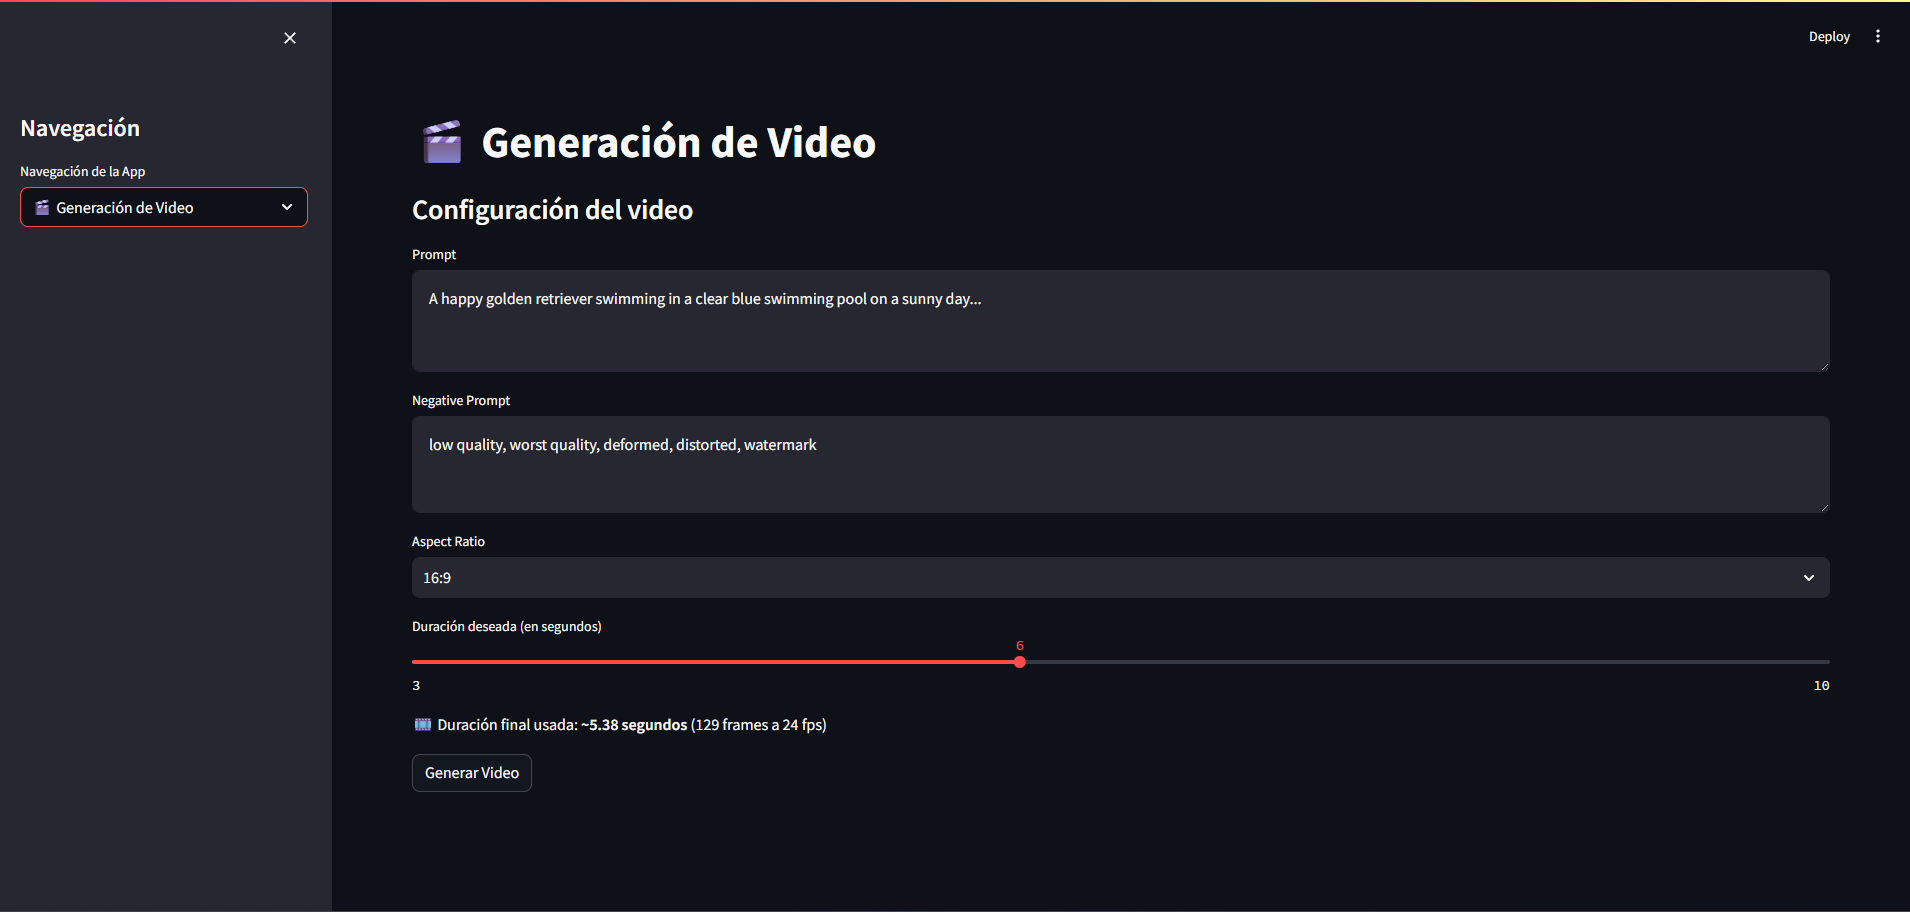 Deploy
Navegación
Navegación de la App
Generación de Video
Generación de Video
Configuración del video
Prompt
A happy golden retriever swimming in a clear blue swimming pool on a sunny day...
Negative Prompt
low quality, worst quality, deformed, distorted, watermark
Aspect Ratio
16:9
Duración deseada (en segundos)
6
3 10
Duración final usada: ~5.38 segundos (129 frames a 24 fps)
Generar Video